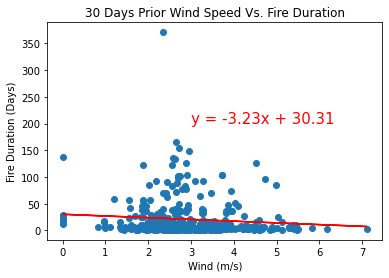 30 Days Prior Wind Speed Vs. Fire Duration
350
300
250
200
150
100
50
0
Fire Duration (Days)
y = -3.23x + 30.31
0 1 2 3 4 5 6 7
Wind (m/s)